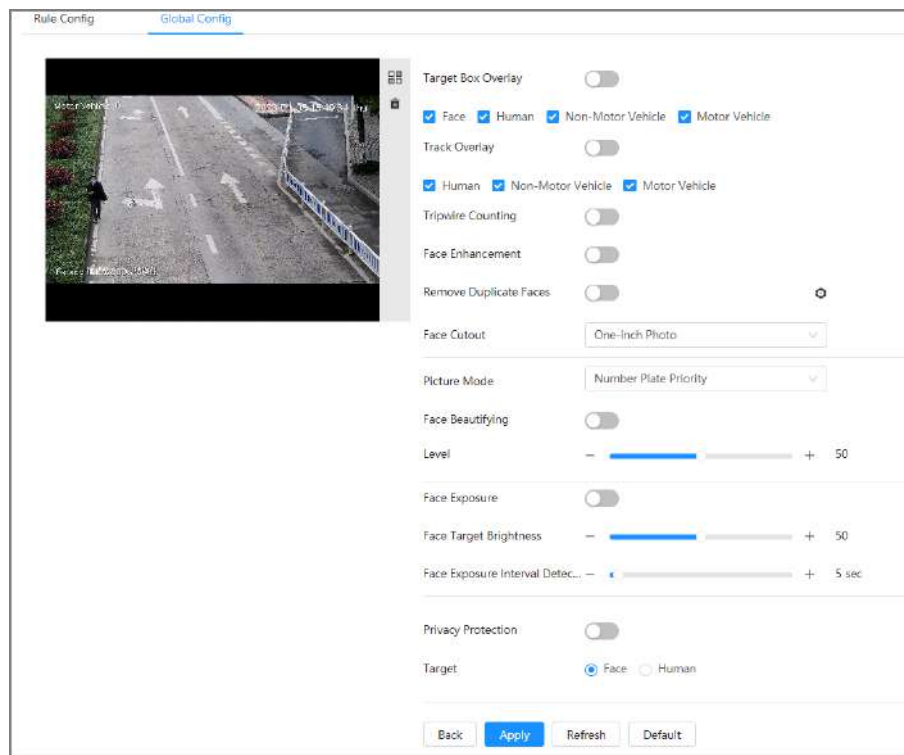 Rule Config Global Config
Target Box Overlay
Face Human Non-Motor Vehicle Motor Vehicle
Track Overlay
Human Non-Motor Vehicle Motor Vehicle
Tripwire Counting
Face Enhancement
Remove Duplicate Faces
Face Cutout One-Inch Photo
Picture Mode Number Plate Priority
Face Beautifying
Level − + 50
Face Exposure
Face Target Brightness − + 50
Face Exposure Interval Detec... − + 5 sec
Privacy Protection
Target Face Human
Back Apply Refresh Default